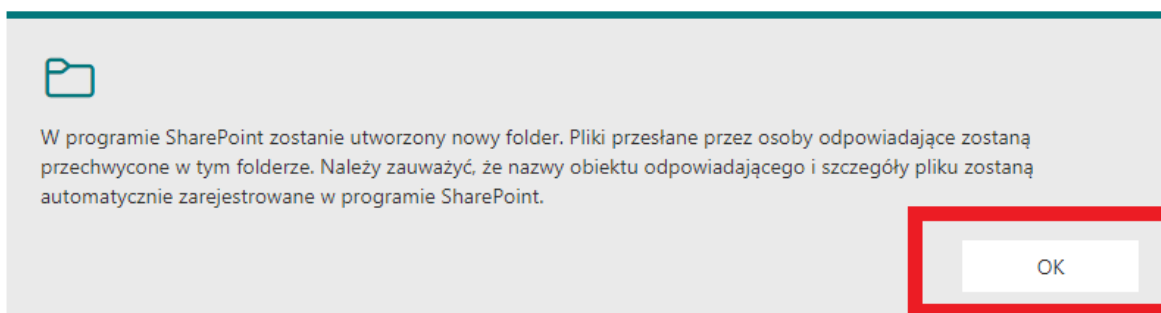 W programie SharePoint zostanie utworzony nowy folder. Pliki przesłane przez osoby odpowiadające zostaną
przechwycone w tym folderze. Należy zauważyć, że nazwy obiektu odpowiadającego i szczegóły pliku zostaną
automatycznie zarejestrowane w programie SharePoint.
OK